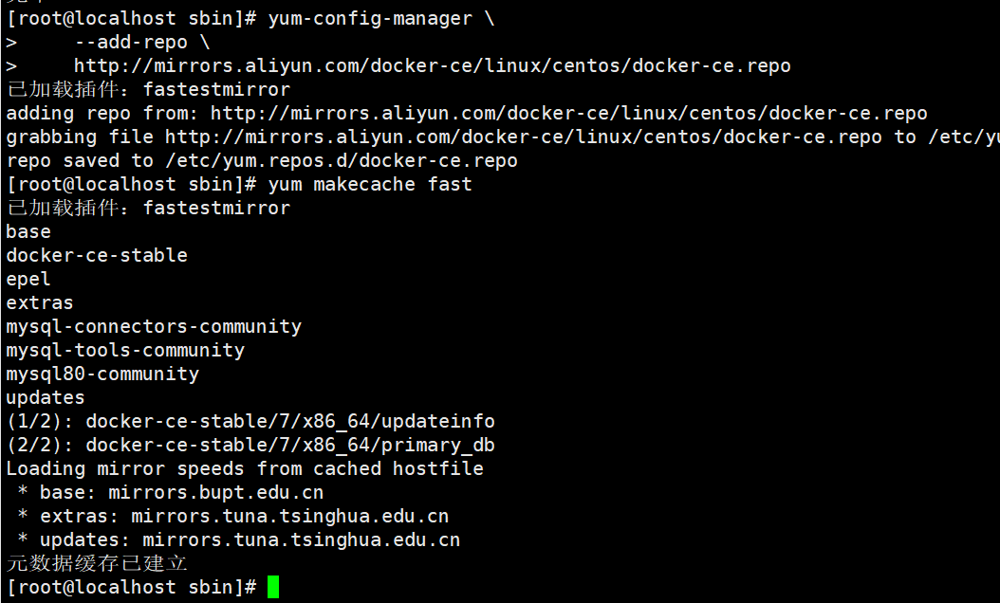 [root@localhost sbin]# yum-config-manager \
>     --add-repo \
>     http://mirrors.aliyun.com/docker-ce/linux/centos/docker-ce.repo
已加载插件：fastestmirror
adding repo from: http://mirrors.aliyun.com/docker-ce/linux/centos/docker-ce.repo
grabbing file http://mirrors.aliyun.com/docker-ce/linux/centos/docker-ce.repo to /etc/yu
repo saved to /etc/yum.repos.d/docker-ce.repo
[root@localhost sbin]# yum makecache fast
已加载插件：fastestmirror
base
docker-ce-stable
epel
extras
mysql-connectors-community
mysql-tools-community
mysql80-community
updates
(1/2): docker-ce-stable/7/x86_64/updateinfo
(2/2): docker-ce-stable/7/x86_64/primary_db
Loading mirror speeds from cached hostfile
 * base: mirrors.bupt.edu.cn
 * extras: mirrors.tuna.tsinghua.edu.cn
 * updates: mirrors.tuna.tsinghua.edu.cn
元数据缓存已建立
[root@localhost sbin]#